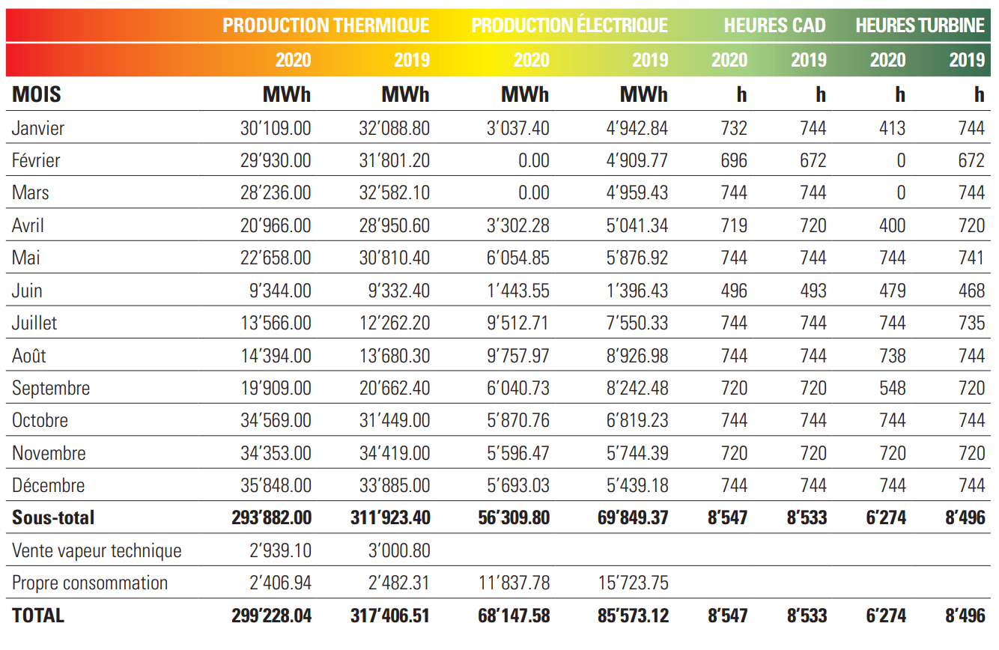 PRODUCTION THERMIQUE PRODUCTION ÉLECTRIQUE HEURES CAD HEURES TURBINE
2020 2019 2020 2019 2020 2019 2020 2019
MOIS MWh MWh MWh MWh h h h h
Janvier 30’109.00 32’088.80 3’037.40 4’942.84 732 744 413 744
Février 29’930.00 31’801.20 0.00 4’909.77 696 672 0 672
Mars 28’236.00 32’582.10 0.00 4’959.43 744 744 0 744
Avril 20’966.00 28’950.60 3’302.28 5’041.34 719 720 400 720
Mai 22’658.00 30’810.40 6’054.85 5’876.92 744 744 744 741
Juin 9’344.00 9’332.40 1’443.55 1’396.43 496 493 479 468
Juillet 13’566.00 12’262.20 9’512.71 7’550.33 744 744 744 735
Août 14’394.00 13’680.30 9’757.97 8’926.98 744 744 738 744
Septembre 19’909.00 20’662.40 6’040.73 8’242.48 720 720 548 720
Octobre 34’569.00 31’449.00 5’870.76 6’819.23 744 744 744 744
Novembre 34’353.00 34’419.00 5’596.47 5’744.39 720 720 720 720
Décembre 35’848.00 33’885.00 5’693.03 5’439.18 744 744 744 744
Sous-total 293’882.00 311’923.40 56’309.80 69’849.37 8’547 8’533 6’274 8’496
Vente vapeur technique 2’939.10 3’000.80
Propre consommation 2’406.94 2’482.31 11’837.78 15’723.75
TOTAL 299’228.04 317’406.51 68’147.58 85’573.12 8’547 8’533 6’274 8’496